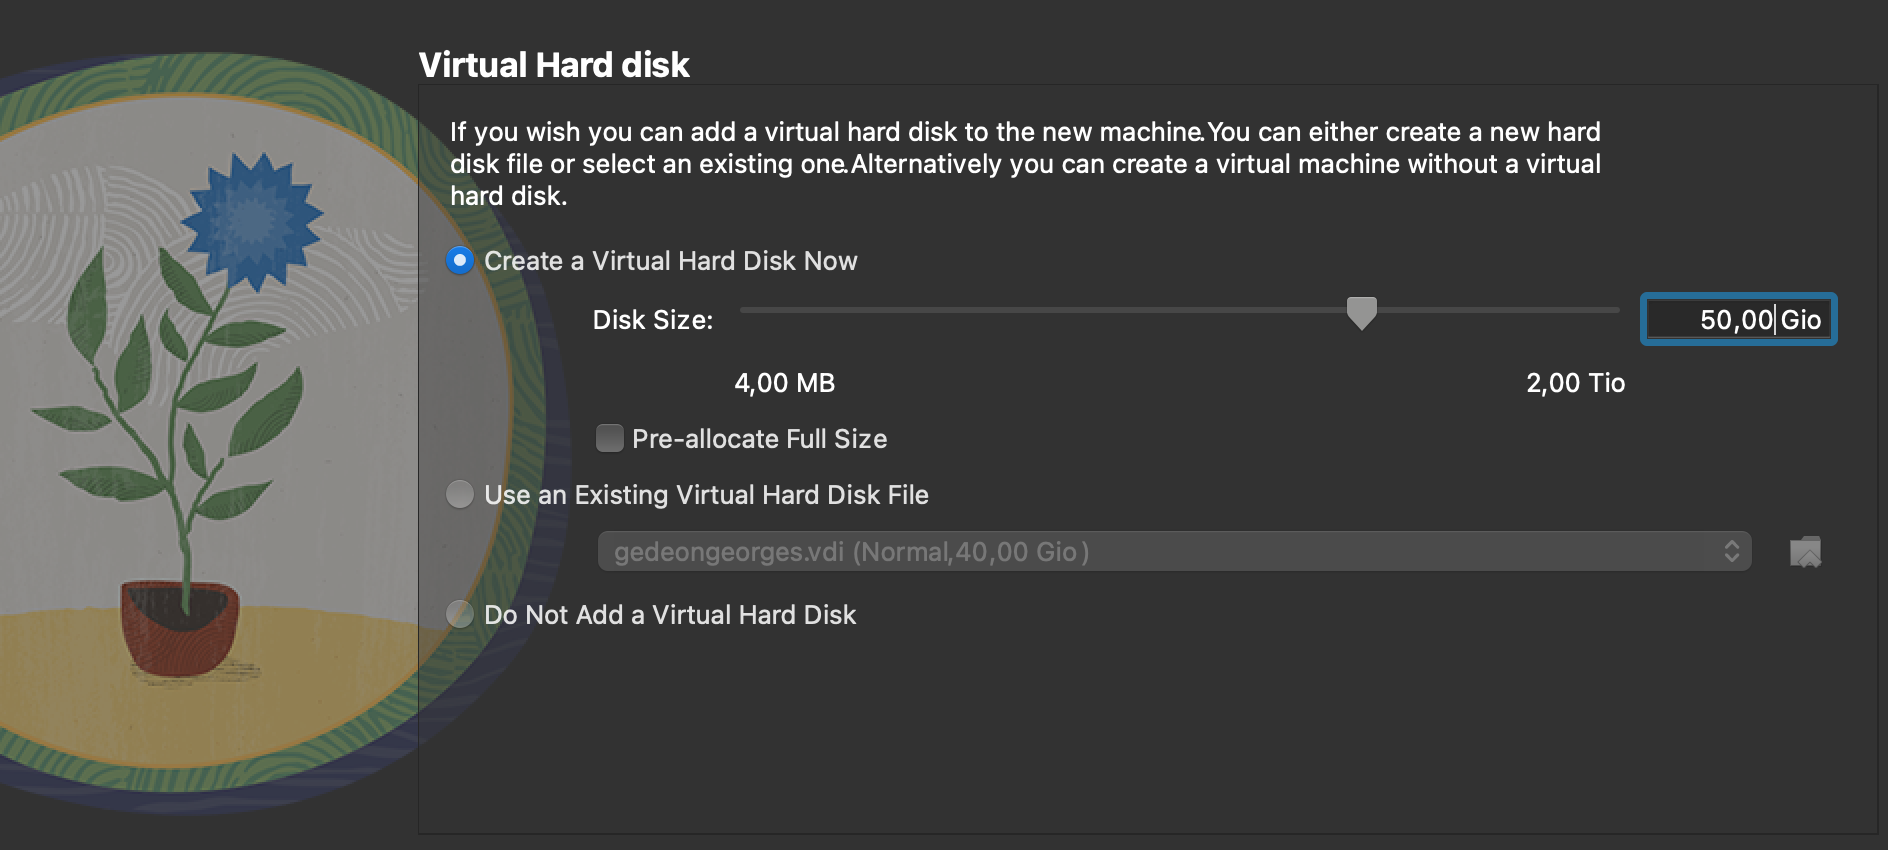 Virtual Hard disk
If you wish you can add a virtual hard disk to the new machine.You can either create a new hard
disk file or select an existing one.Alternatively you can create a virtual machine without a virtual
hard disk.
Create a Virtual Hard Disk Now
Disk Size:
50,00 Gio
4,00 MB
2,00 Tio
Pre-allocate Full Size
Use an Existing Virtual Hard Disk File
gedeongeorges.vdi (Normal,40,00 Gio )
Do Not Add a Virtual Hard Disk